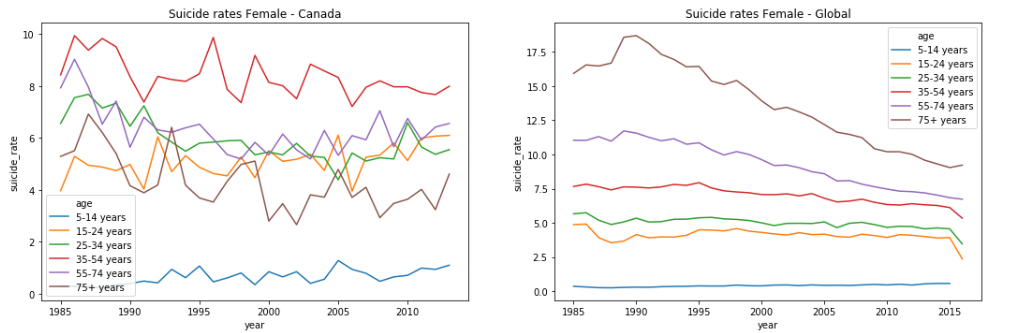 Suicide rates Female - Canada
10
8
6
4
2
0
suicide_rate
age
5-14 years
15-24 years
25-34 years
35-54 years
55-74 years
75+ years
1985
1990
1995
2000
2005
2010
year
Suicide rates Female - Global
17.5
15.0
12.5
10.0
7.5
5.0
2.5
0.0
suicide_rate
age
5-14 years
15-24 years
25-34 years
35-54 years
55-74 years
75+ years
1985
1990
1995
2000
2005
2010
2015
year